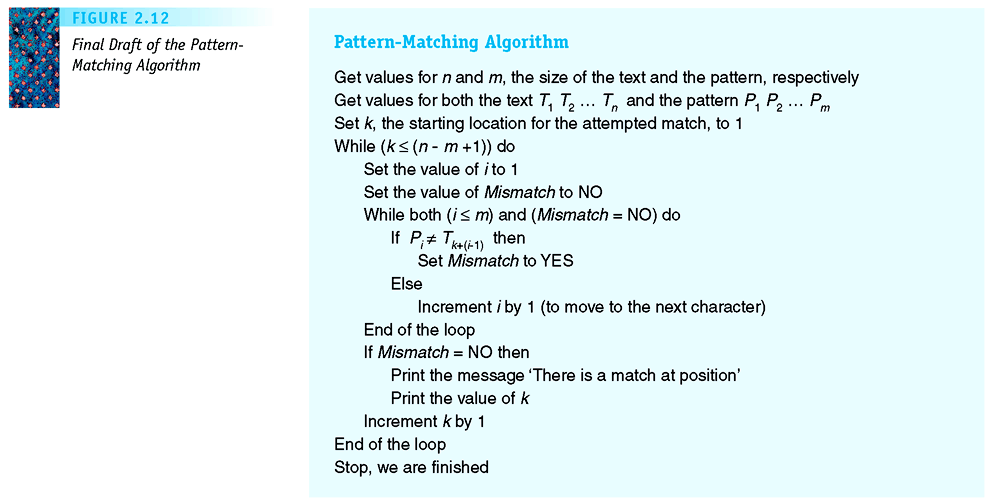 FIGURE 2.12
Final Draft of the Pattern-
Matching Algorithm
Pattern-Matching Algorithm
Get values for n and m, the size of the text and the pattern, respectively
Get values for both the text T1 T2 … Tn and the pattern P1 P2 … Pm
Set k, the starting location for the attempted match, to 1
While (k ≤ (n - m +1)) do
Set the value of i to 1
Set the value of Mismatch to NO
While both (i ≤ m) and (Mismatch = NO) do
If Pi ≠ Tk+(i-1) then
Set Mismatch to YES
Else
Increment i by 1 (to move to the next character)
End of the loop
If Mismatch = NO then
Print the message ‘There is a match at position’
Print the value of k
Increment k by 1
End of the loop
Stop, we are finished